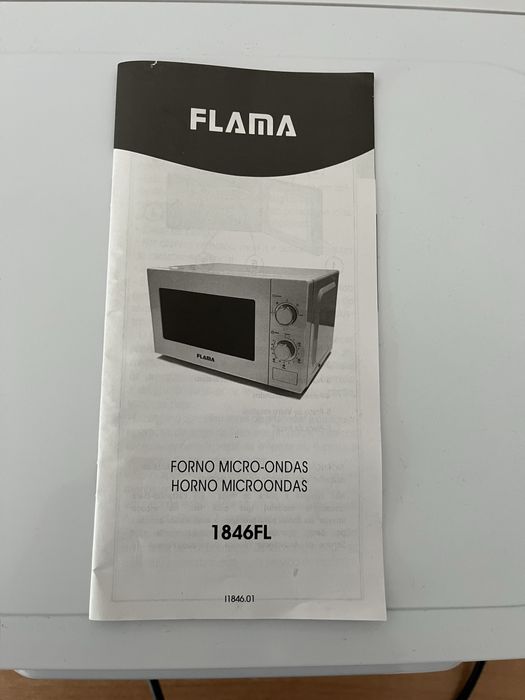 FLAMA
FLAMA
FORNO MICRO-ONDAS
HORNO MICROONDAS
1846FL
I1846.01